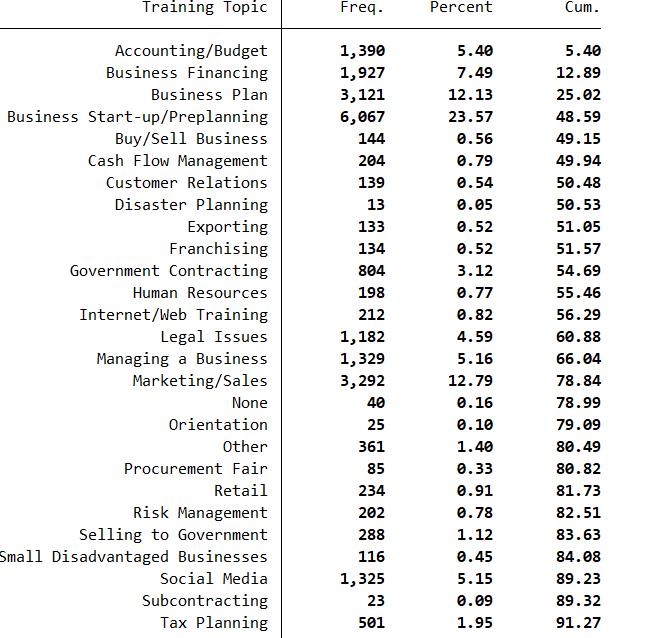 Training Topic Freq. Percent Cum.
Accounting/Budget 1,390 5.40 5.40
Business Financing 1,927 7.49 12.89
Business Plan 3,121 12.13 25.02
Business Start-up/Preplanning 6,067 23.57 48.59
Buy/Sell Business 144 0.56 49.15
Cash Flow Management 204 0.79 49.94
Customer Relations 139 0.54 50.48
Disaster Planning 13 0.05 50.53
Exporting 133 0.52 51.05
Franchising 134 0.52 51.57
Government Contracting 804 3.12 54.69
Human Resources 198 0.77 55.46
Internet/Web Training 212 0.82 56.29
Legal Issues 1,182 4.59 60.88
Managing a Business 1,329 5.16 66.04
Marketing/Sales 3,292 12.79 78.84
None 40 0.16 78.99
Orientation 25 0.10 79.09
Other 361 1.40 80.49
Procurement Fair 85 0.33 80.82
Retail 234 0.91 81.73
Risk Management 202 0.78 82.51
Selling to Government 288 1.12 83.63
Small Disadvantaged Businesses 116 0.45 84.08
Social Media 1,325 5.15 89.23
Subcontracting 23 0.09 89.32
Tax Planning 501 1.95 91.27